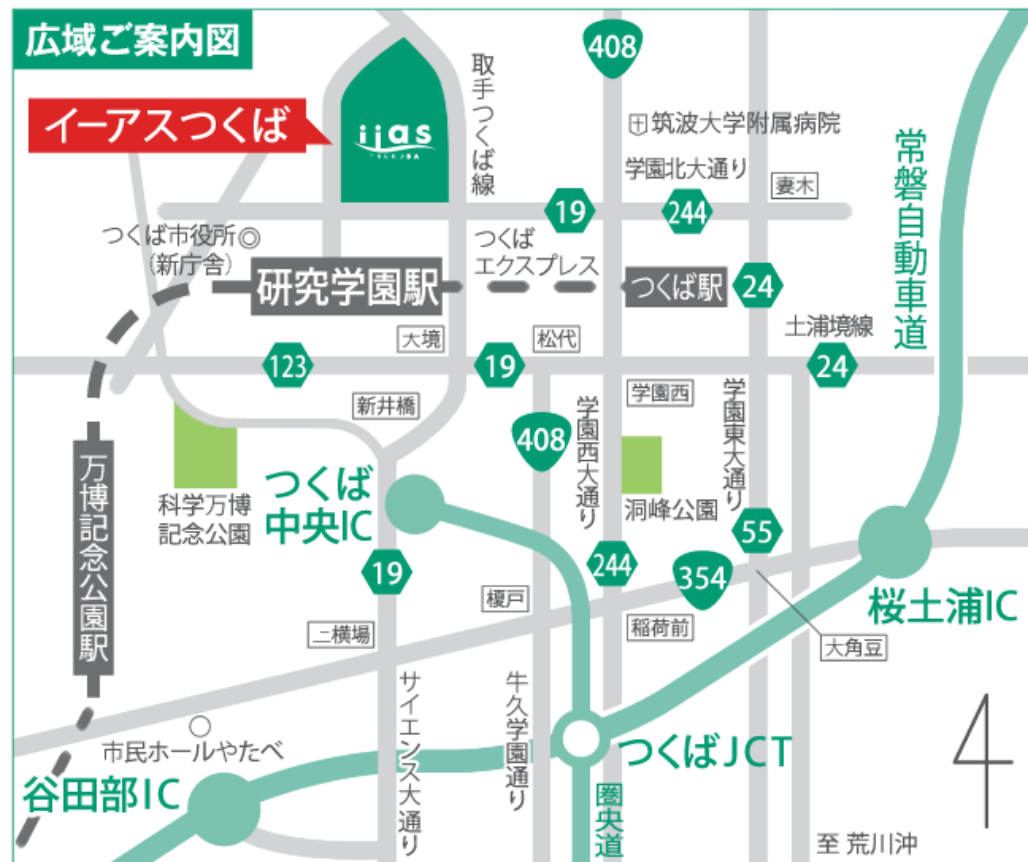 広域ご案内図
408
取手つくば線
イーアスつくば
iias
TSUKUBA
筑波大学附属病院
学園北大通り
妻木
常磐自動車道
19
244
つくば市役所◎
(新庁舎)
つくば
エクスプレス
研究学園駅
つくば駅
24
土浦境線
大境
松代
123
19
24
新井橋
学園西
408
学園西大通り
学園東大通り
万博記念公園駅
科学万博
記念公園
つくば
中央IC
洞峰公園
55
19
244
354
榎戸
桜土浦IC
二横場
稲荷前
大角豆
サイエンス大通り
牛久学園通り
市民ホールやたべ
つくばJCT
谷田部IC
圏央道
4
至 荒川沖